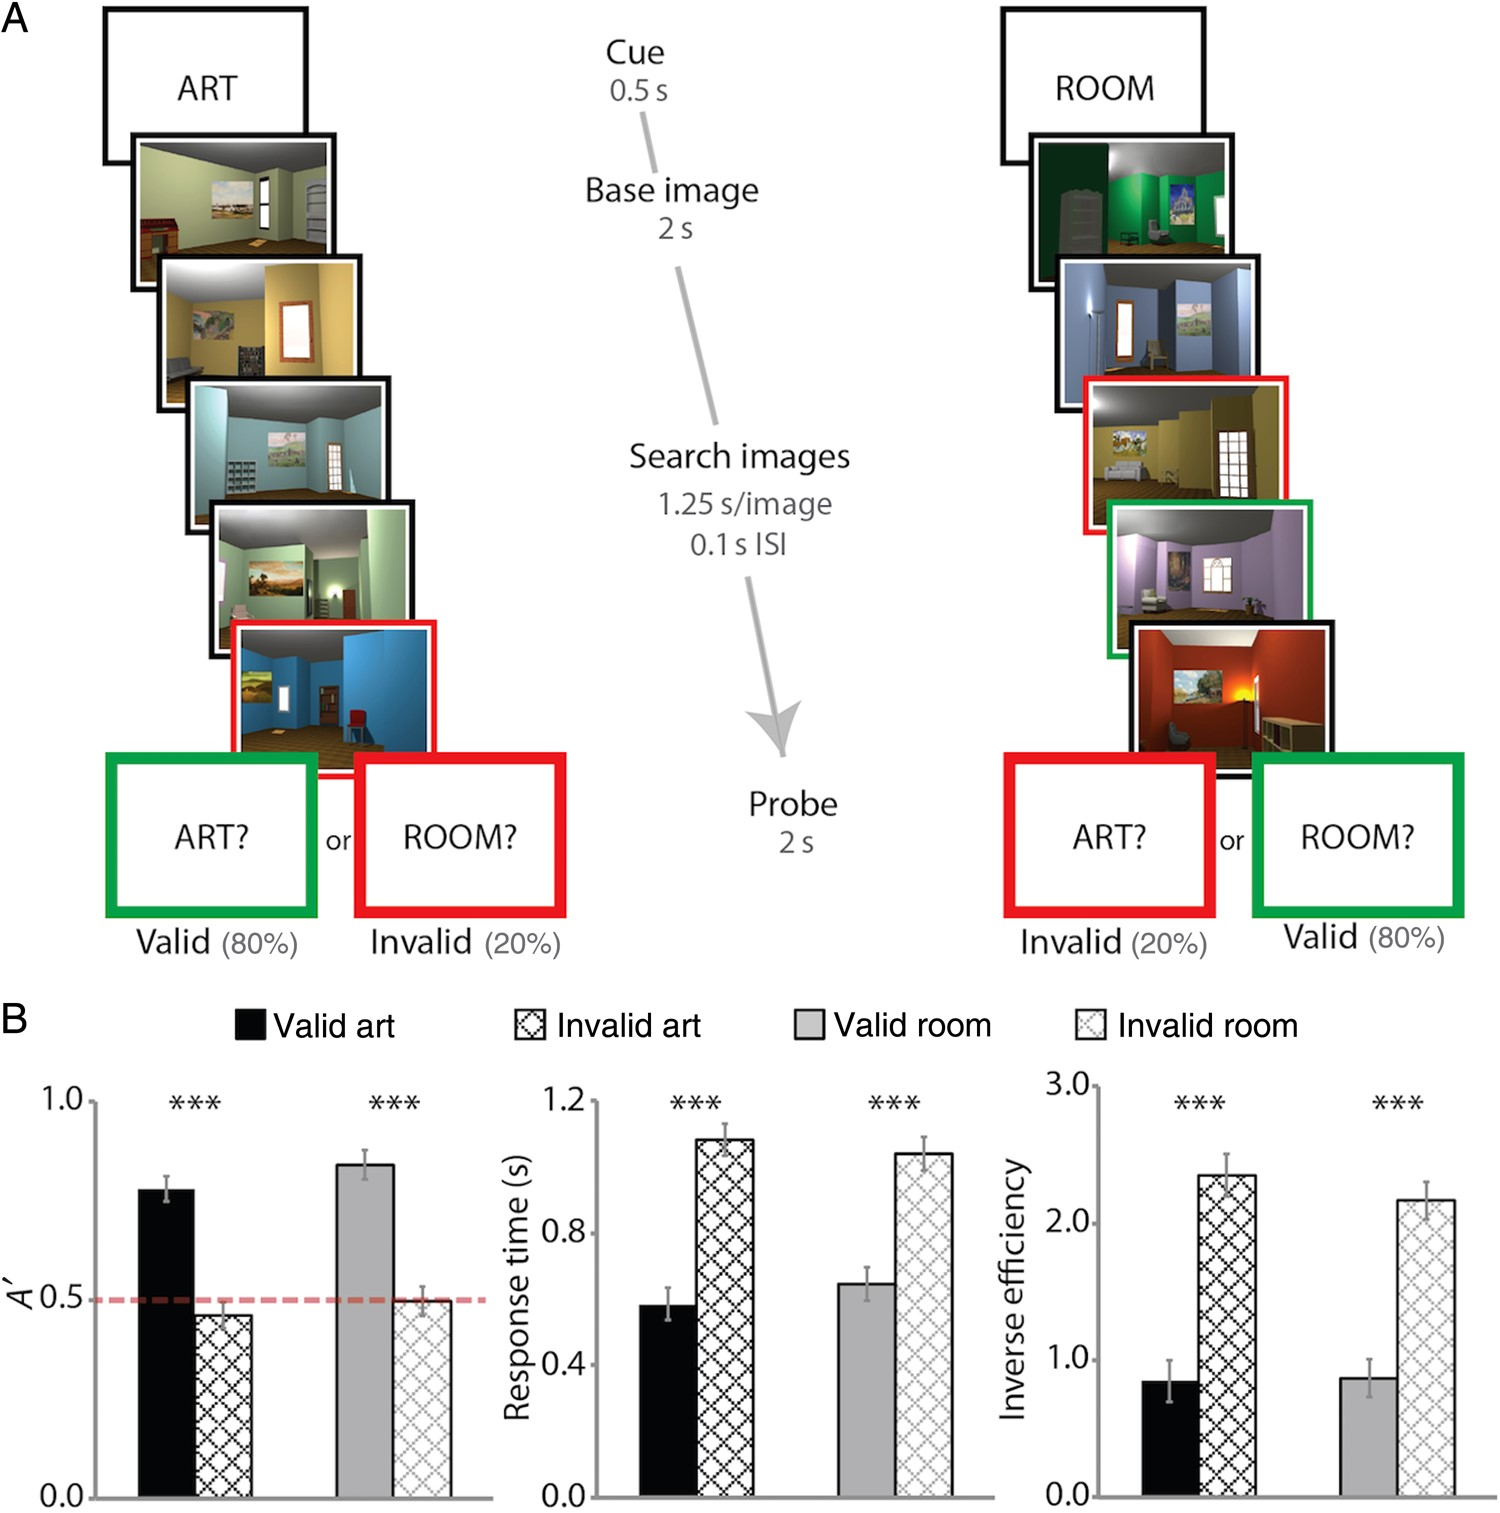 A
ART
Cue
0.5 s
ROOM
Base image
2 s
Search images
1.25 s/image
0.1 s ISI
Probe
2 s
ART? or ROOM?
Valid (80%) Invalid (20%)
ART? or ROOM?
Invalid (20%) Valid (80%)
B
Valid art Invalid art Valid room Invalid room
A′
1.0
0.5
0.0
*** ***
Response time (s)
1.2
0.8
0.4
0.0
*** ***
Inverse efficiency
3.0
2.0
1.0
0.0
*** ***